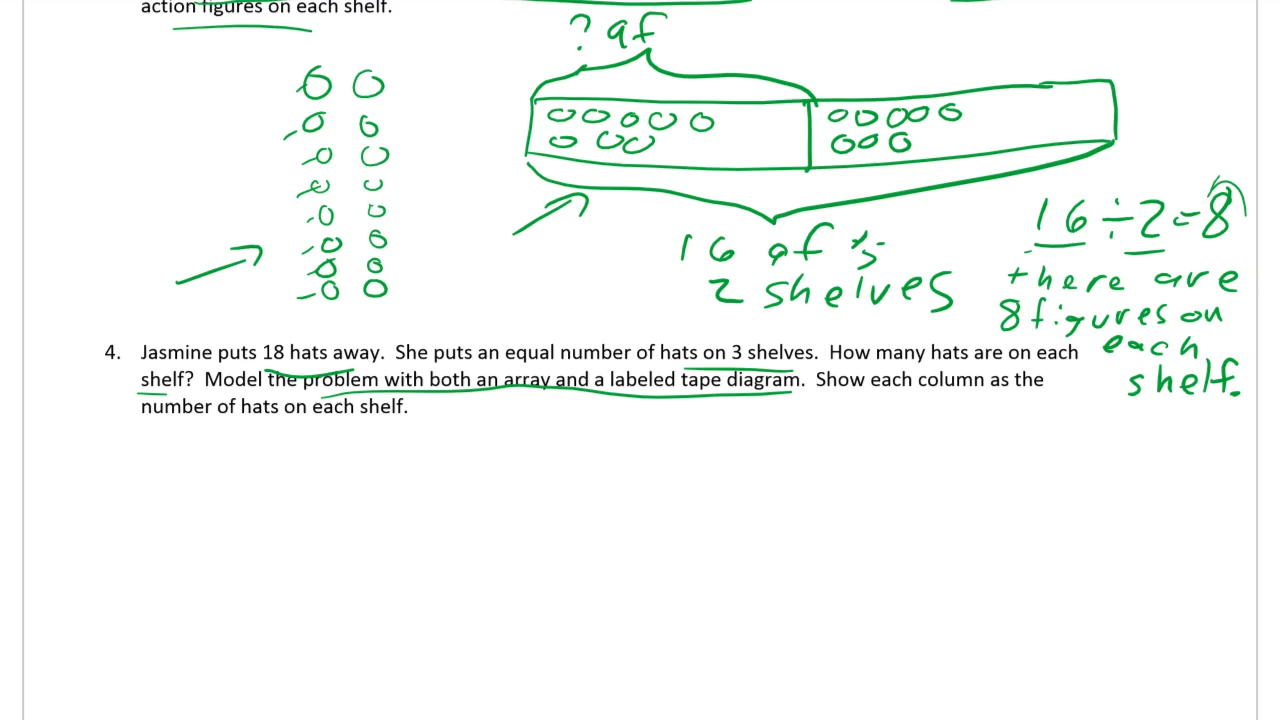 action figures on each shelf.
? af
16 af's
2 shelves
16 ÷ 2 = 8
there are
8 figures on
each
shelf.
4. Jasmine puts 18 hats away. She puts an equal number of hats on 3 shelves. How many hats are on each
shelf? Model the problem with both an array and a labeled tape diagram. Show each column as the
number of hats on each shelf.